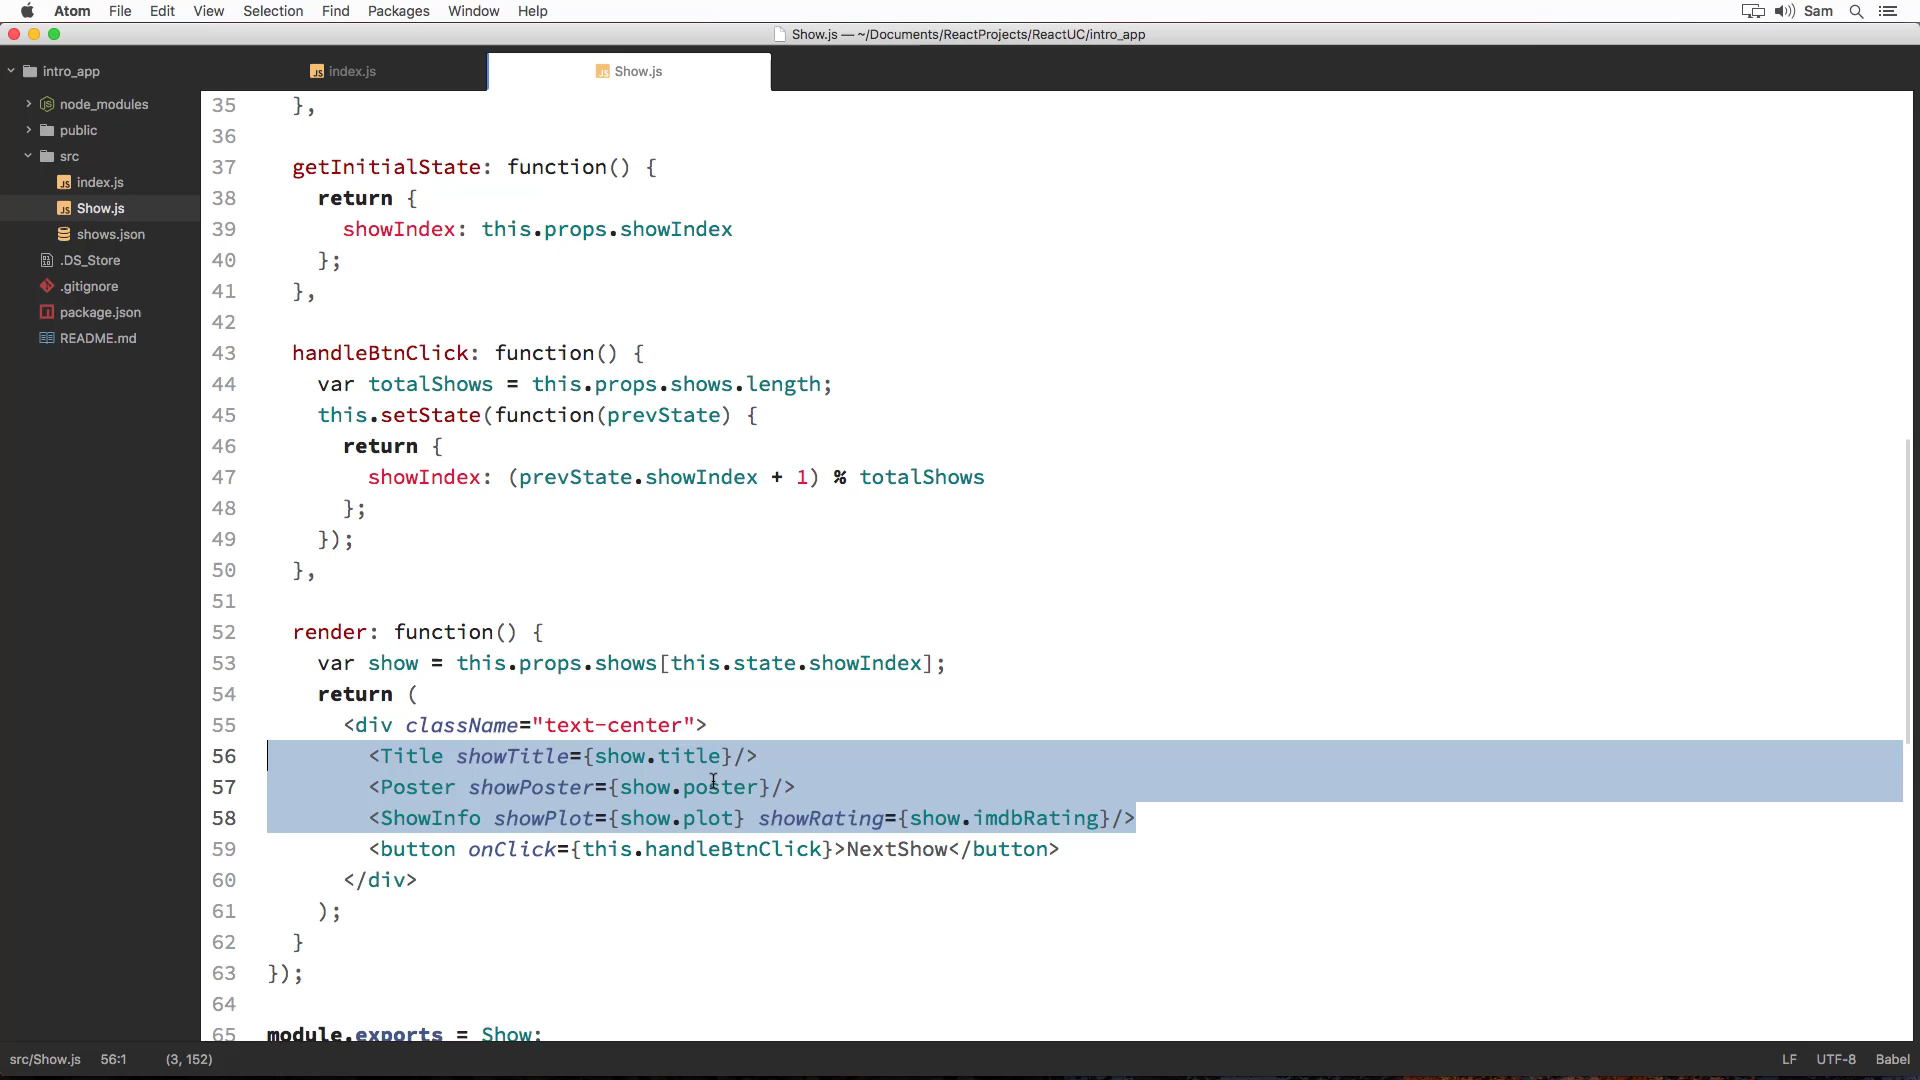 Atom File Edit View Selection Find Packages Window Help Sam
Show.js — ~/Documents/ReactProjects/ReactUC/intro_app
intro_app
node_modules
public
src
index.js
Show.js
shows.json
.DS_Store
.gitignore
package.json
README.md
index.js Show.js
35 },
36
37 getInitialState: function() {
38 return {
39 showIndex: this.props.showIndex
40 };
41 },
42
43 handleBtnClick: function() {
44 var totalShows = this.props.shows.length;
45 this.setState(function(prevState) {
46 return {
47 showIndex: (prevState.showIndex + 1) % totalShows
48 };
49 });
50 },
51
52 render: function() {
53 var show = this.props.shows[this.state.showIndex];
54 return (
55 <div className="text-center">
56 <Title showTitle={show.title}/>
57 <Poster showPoster={show.poster}/>
58 <ShowInfo showPlot={show.plot} showRating={show.imdbRating}/>
59 <button onClick={this.handleBtnClick}>NextShow</button>
60 </div>
61 );
62 }
63 });
64
65 module.exports = Show;
src/Show.js 56:1 (3, 152) LF UTF-8 Babel